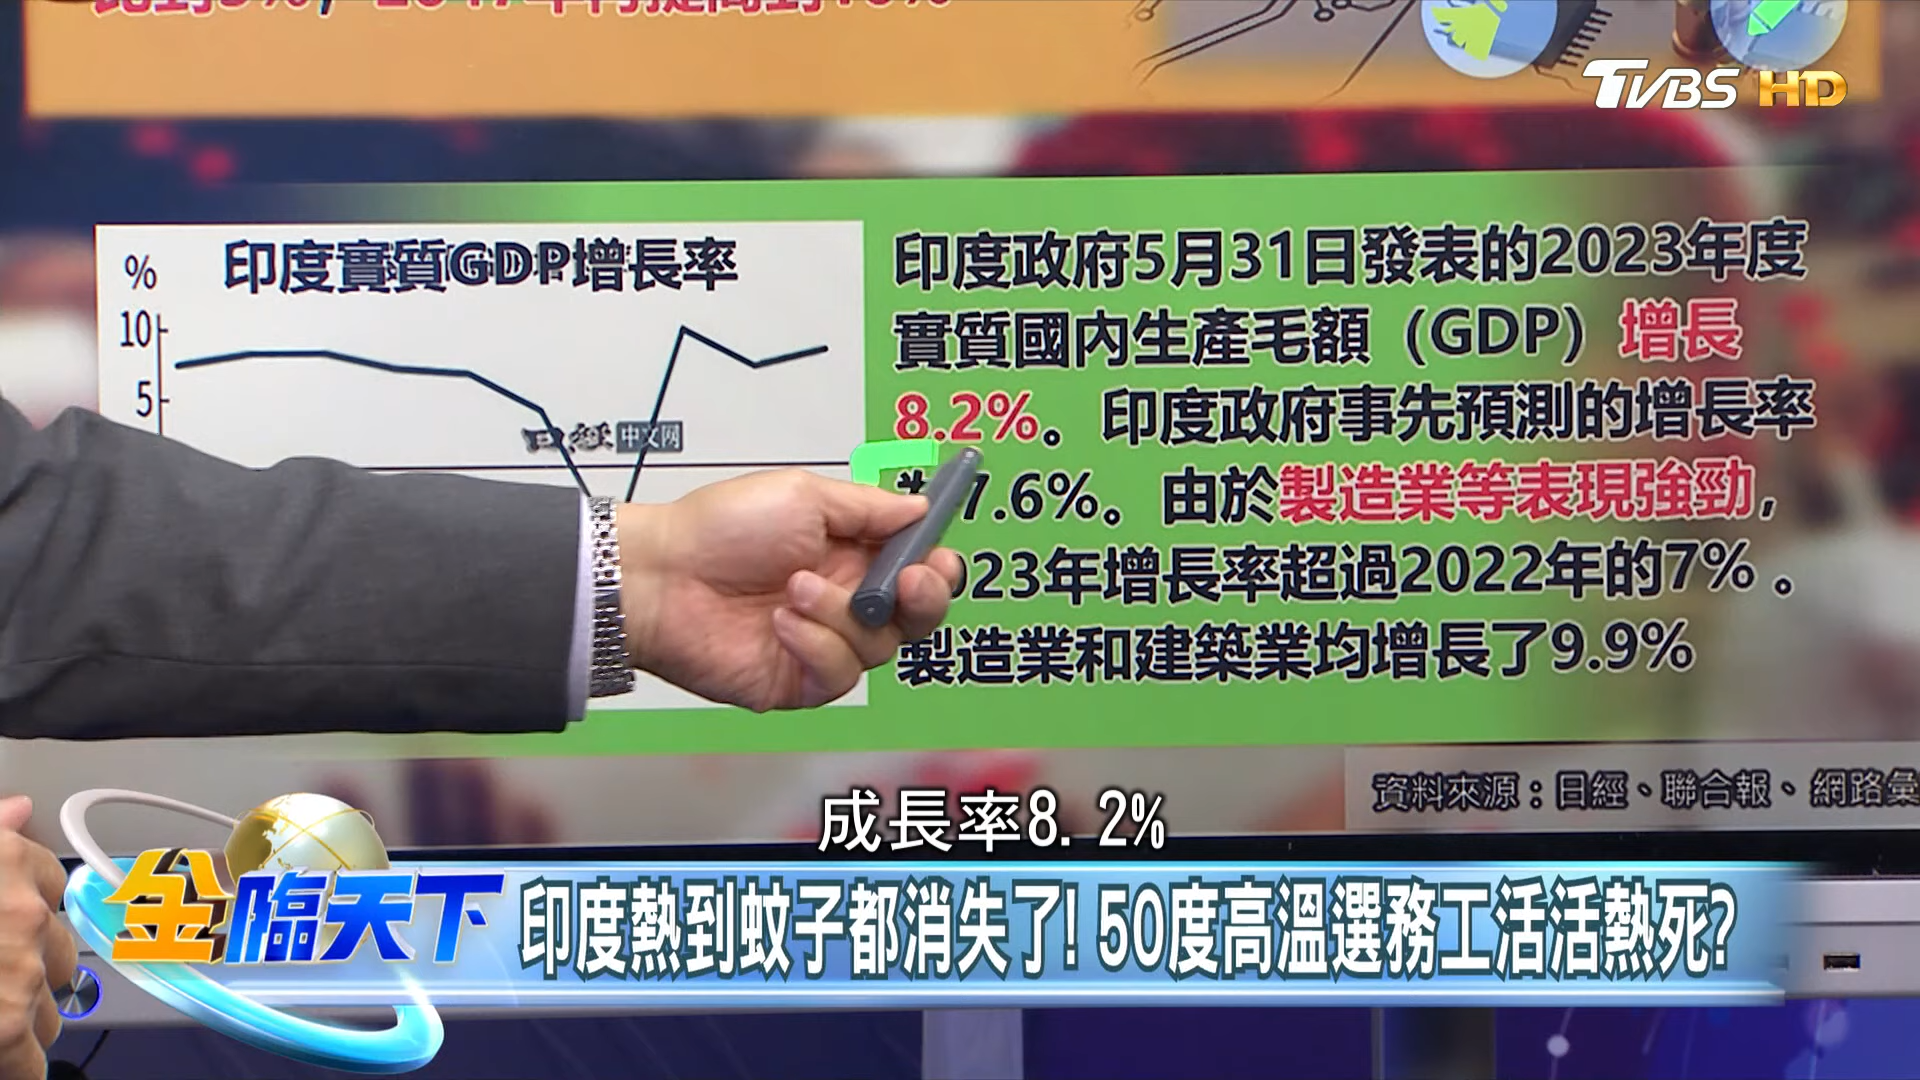 TVBS HD
印度實質GDP增長率
%
10
5
中文网
印度政府5月31日發表的2023年度
實質國內生產毛額（GDP）增長
8.2%。印度政府事先預測的增長率
7.6%。由於製造業等表現強勁，
023年增長率超過2022年的7%。
製造業和建築業均增長了9.9%
資料來源：日經、聯合報、網路彙
成長率8.2%
金臨天下
印度熱到蚊子都消失了!50度高溫選務工活活熱死?